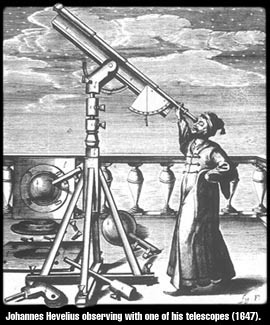 Johannes Hevelius observing with one of his telescopes (1647).